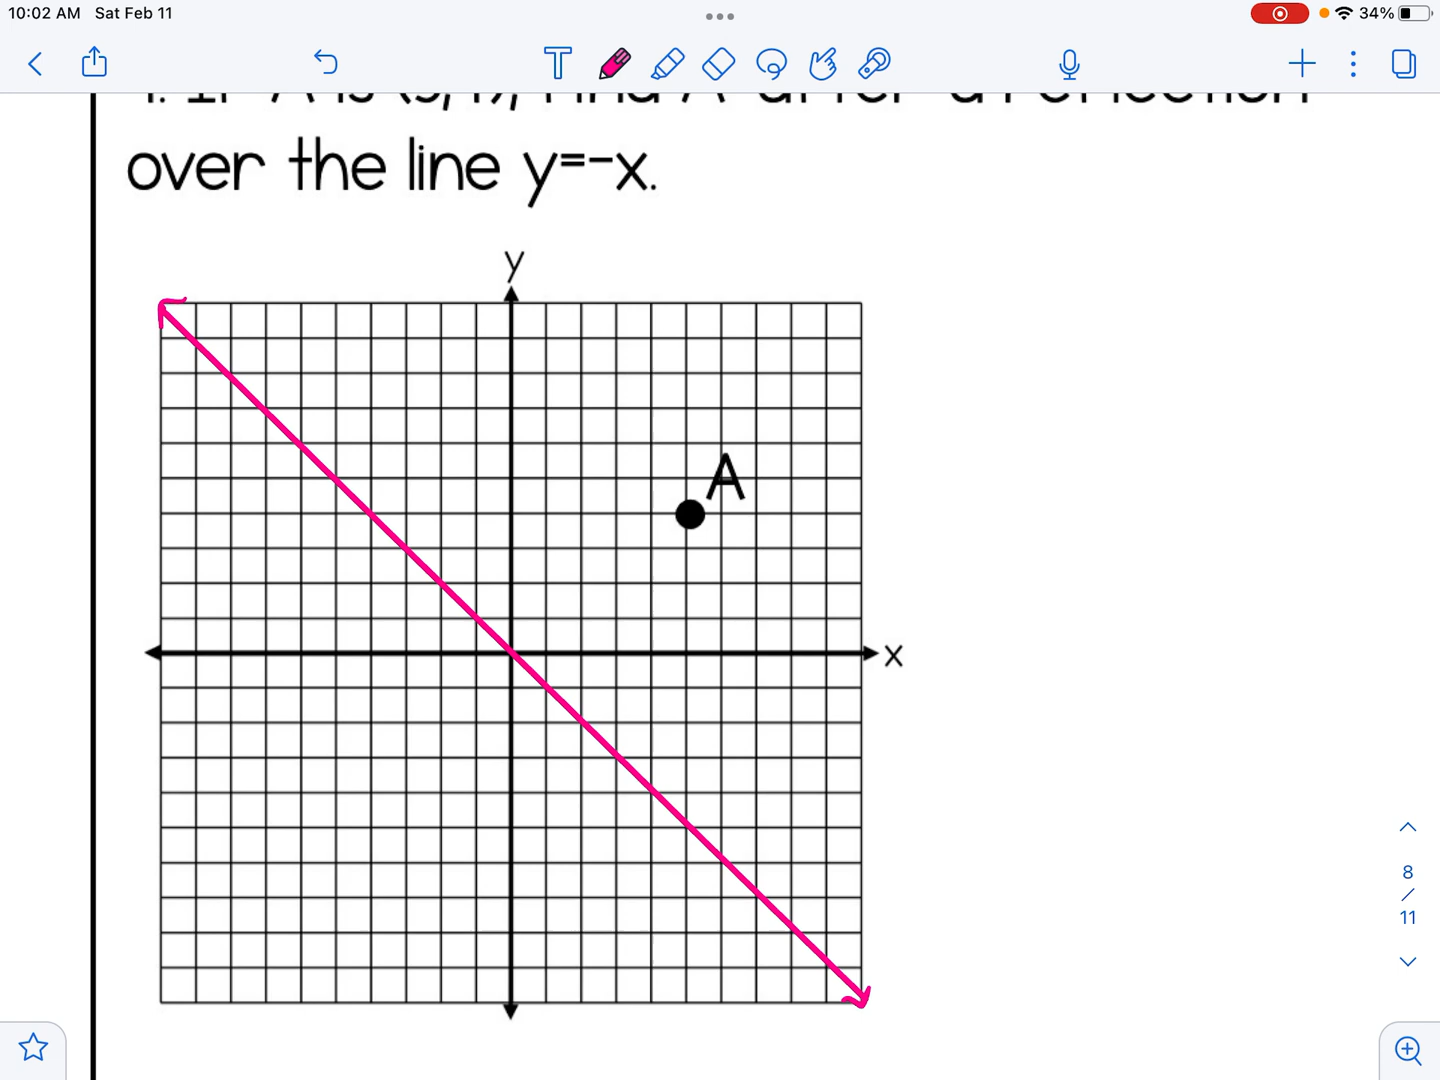 10:02 AM Sat Feb 11
34%
over the line y=-x.
y
A
x
8
/
11